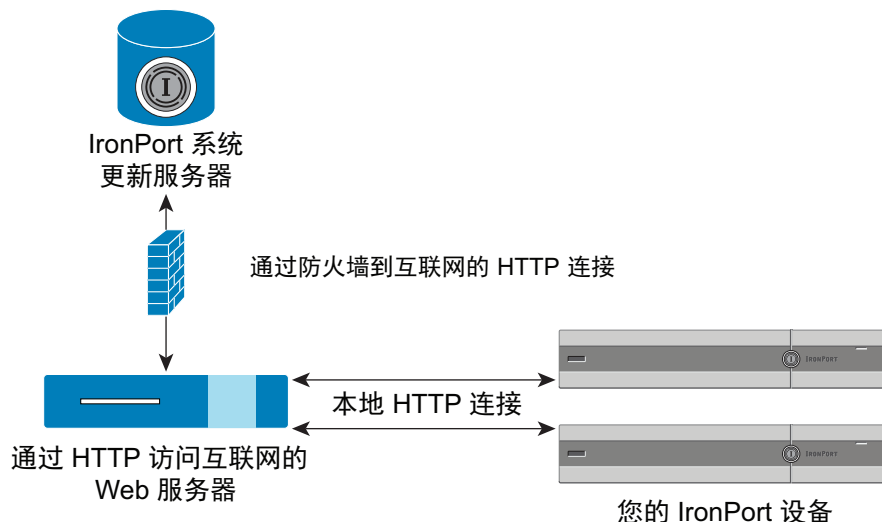 IronPort 系统
更新服务器
通过防火墙到互联网的 HTTP 连接
IRONPORT
本地 HTTP 连接
IRONPORT
通过 HTTP 访问互联网的
Web 服务器
您的 IronPort 设备